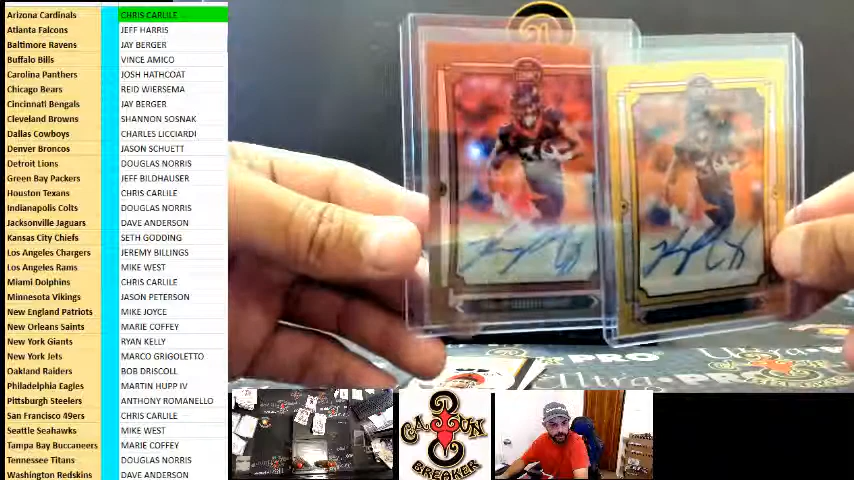 Arizona Cardinals CHRIS CARLILE
Atlanta Falcons JEFF HARRIS
Baltimore Ravens JAY BERGER
Buffalo Bills VINCE AMICO
Carolina Panthers JOSH HATHCOAT
Chicago Bears REID WIERSEMA
Cincinnati Bengals JAY BERGER
Cleveland Browns SHANNON SOSNAK
Dallas Cowboys CHARLES LICCIARDI
Denver Broncos JASON SCHUETT
Detroit Lions DOUGLAS NORRIS
Green Bay Packers JEFF BILDHAUSER
Houston Texans CHRIS CARLILE
Indianapolis Colts DOUGLAS NORRIS
Jacksonville Jaguars DAVE ANDERSON
Kansas City Chiefs SETH GODDING
Los Angeles Chargers JEREMY BILLINGS
Los Angeles Rams MIKE WEST
Miami Dolphins CHRIS CARLILE
Minnesota Vikings JASON PETERSON
New England Patriots MIKE JOYCE
New Orleans Saints MARIE COFFEY
New York Giants RYAN KELLY
New York Jets MARCO GRIGOLETTO
Oakland Raiders BOB DRISCOLL
Philadelphia Eagles MARTIN HUPP IV
Pittsburgh Steelers ANTHONY ROMANELLO
San Francisco 49ers CHRIS CARLILE
Seattle Seahawks MIKE WEST
Tampa Bay Buccaneers MARIE COFFEY
Tennessee Titans DOUGLAS NORRIS
Washington Redskins DAVE ANDERSON
PRO
Ultra
CAJUN
BREAKER